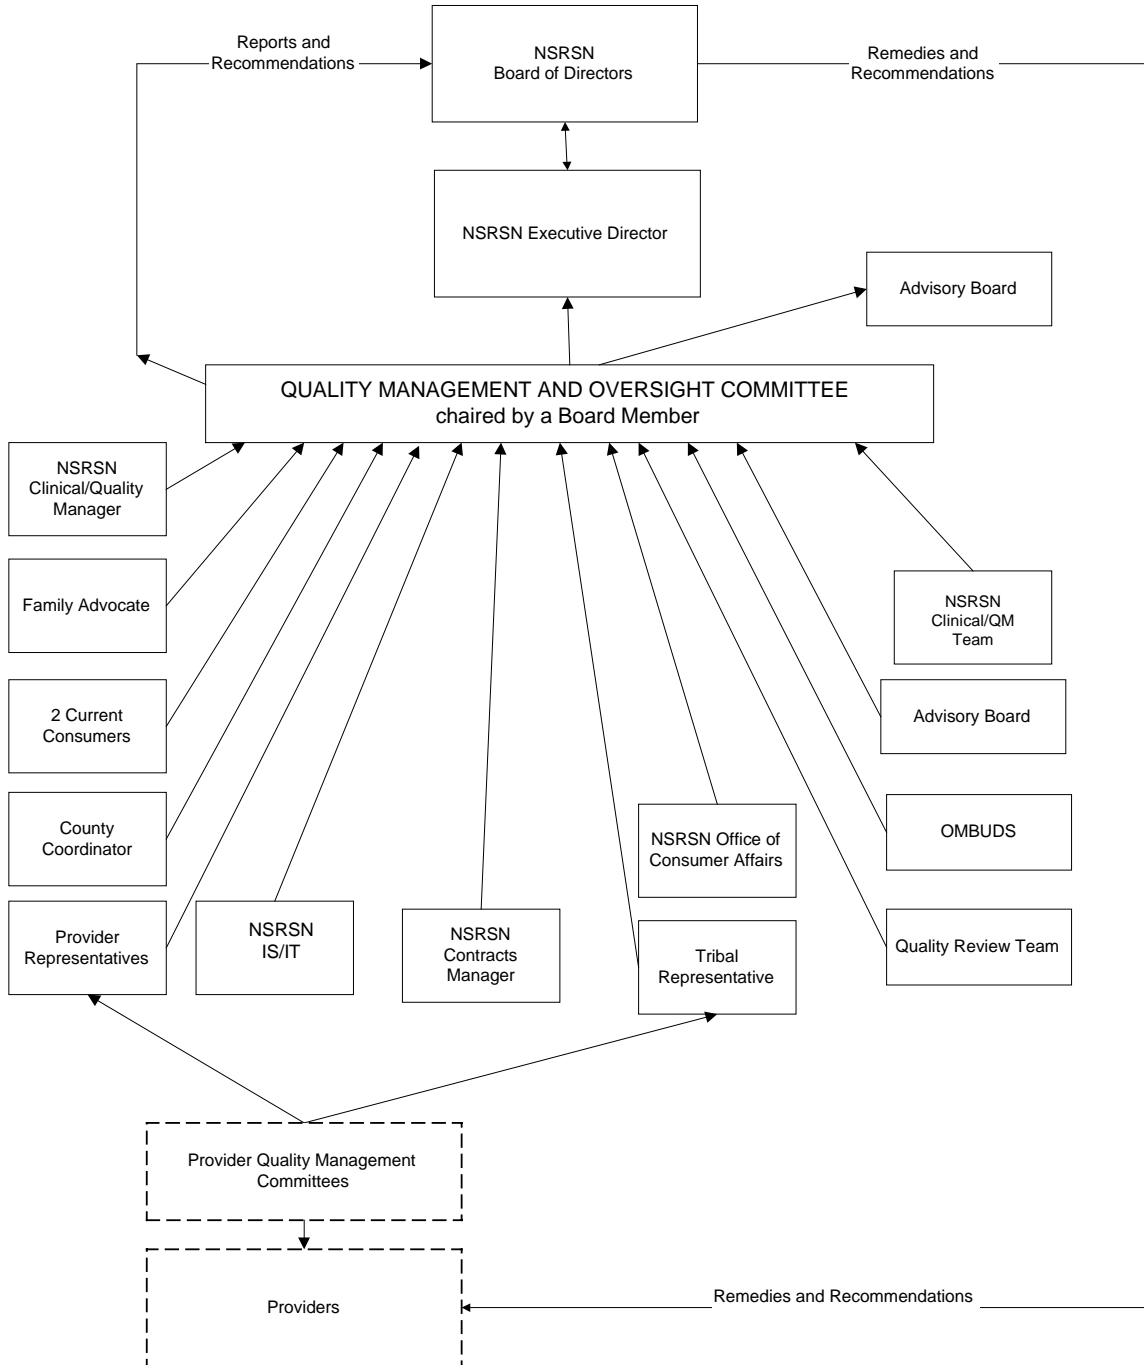 Reports and
Recommendations
NSRSN
Board of Directors
Remedies and
Recommendations
NSRSN Executive Director
Advisory Board
QUALITY MANAGEMENT AND OVERSIGHT COMMITTEE
chaired by a Board Member
NSRSN
Clinical/Quality
Manager
Family Advocate
NSRSN
Clinical/QM
Team
2 Current
Consumers
Advisory Board
County
Coordinator
NSRSN Office of
Consumer Affairs
OMBUDS
Provider
Representatives
NSRSN
IS/IT
NSRSN
Contracts
Manager
Tribal
Representative
Quality Review Team
Provider Quality Management
Committees
Providers
Remedies and Recommendations